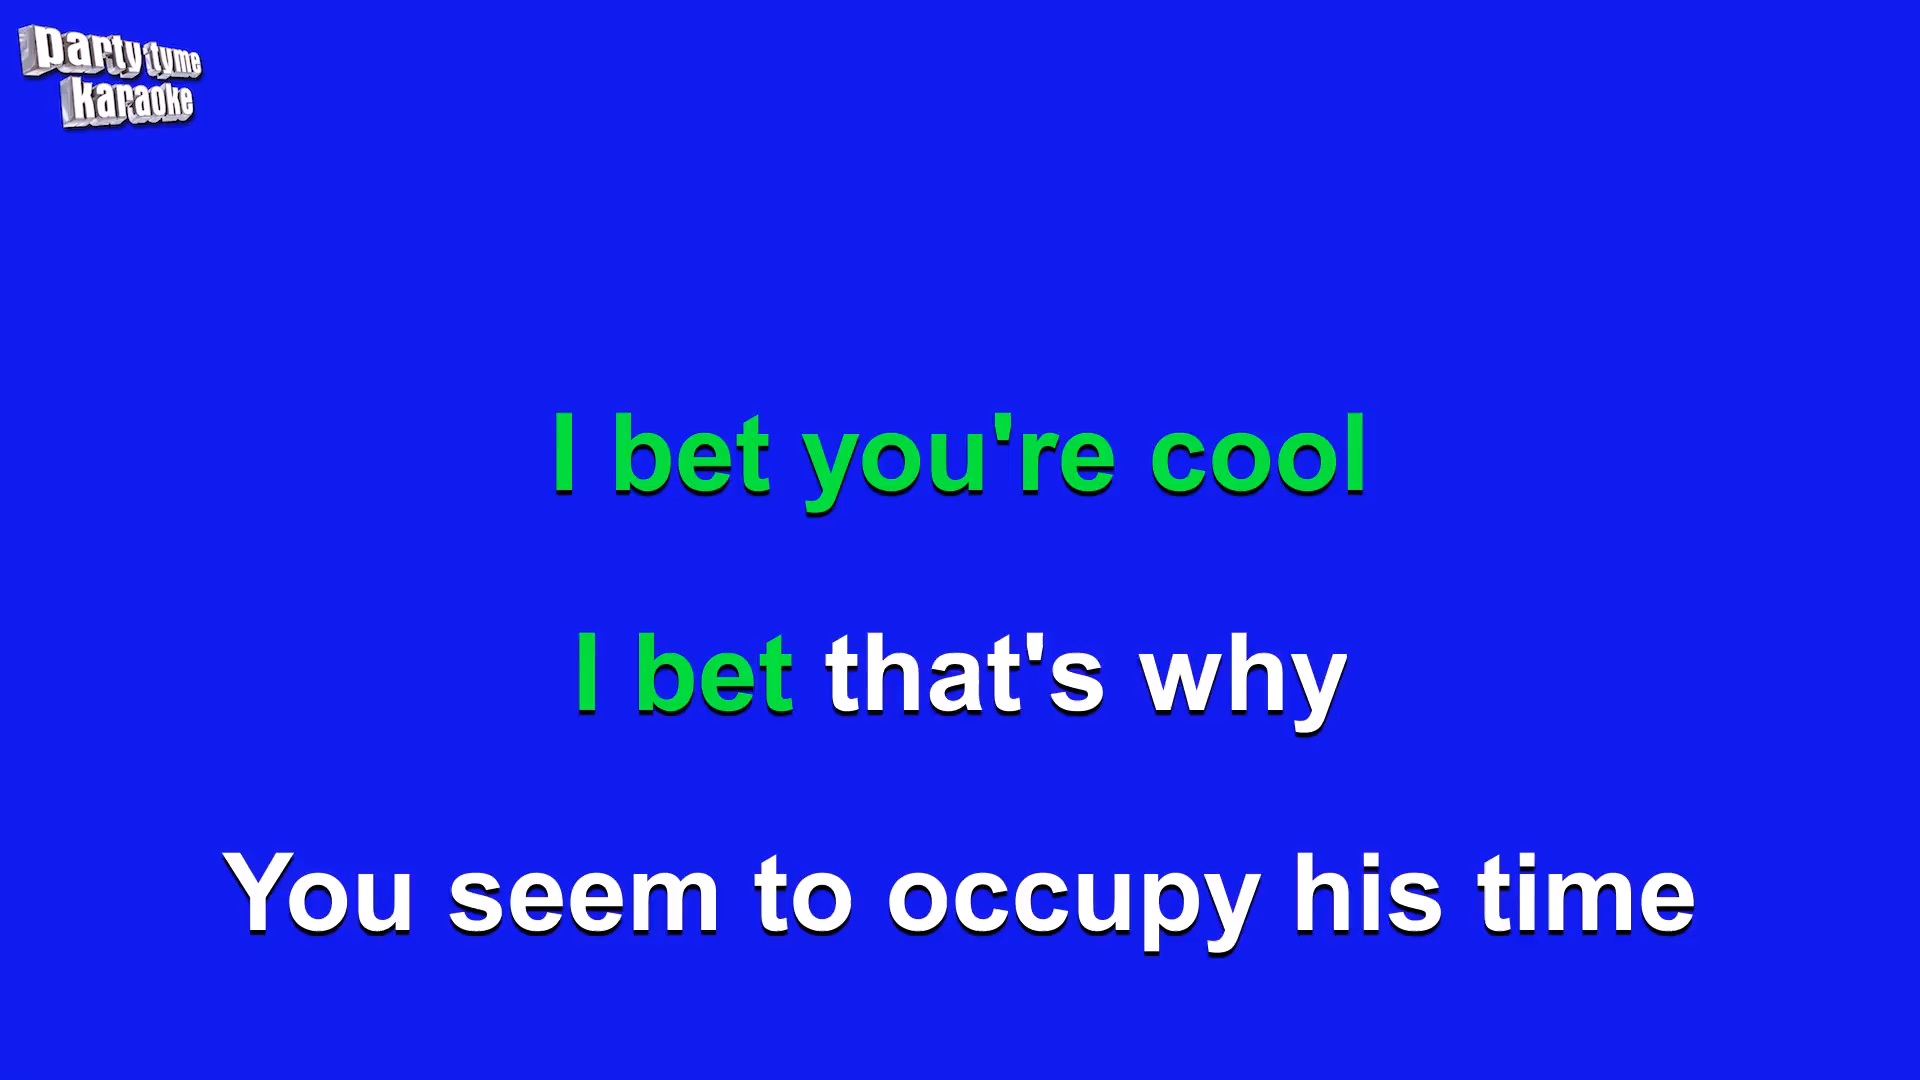 party tyme
karaoke
I bet you're cool
I bet that's why
You seem to occupy his time